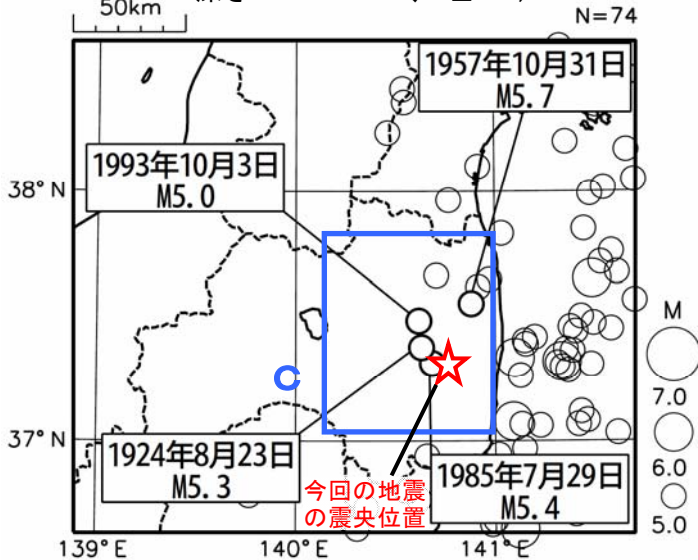 50km
N=74
1957年10月31日
M5.7
1993年10月3日
M5.0
38°N
M
7.0
6.0
5.0
C
37°N
1924年8月23日
M5.3
今回の地震
の震央位置
1985年7月29日
M5.4
139°E
140°E
141°E